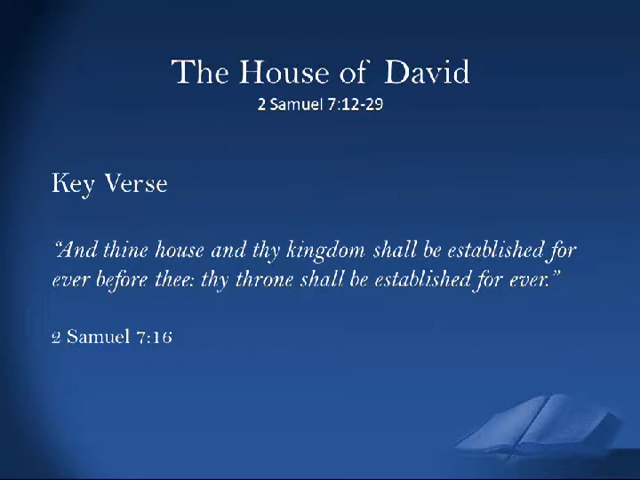 The House of David
2 Samuel 7:12-29
Key Verse
“And thine house and thy kingdom shall be established for
ever before thee: thy throne shall be established for ever.”
2 Samuel 7:16